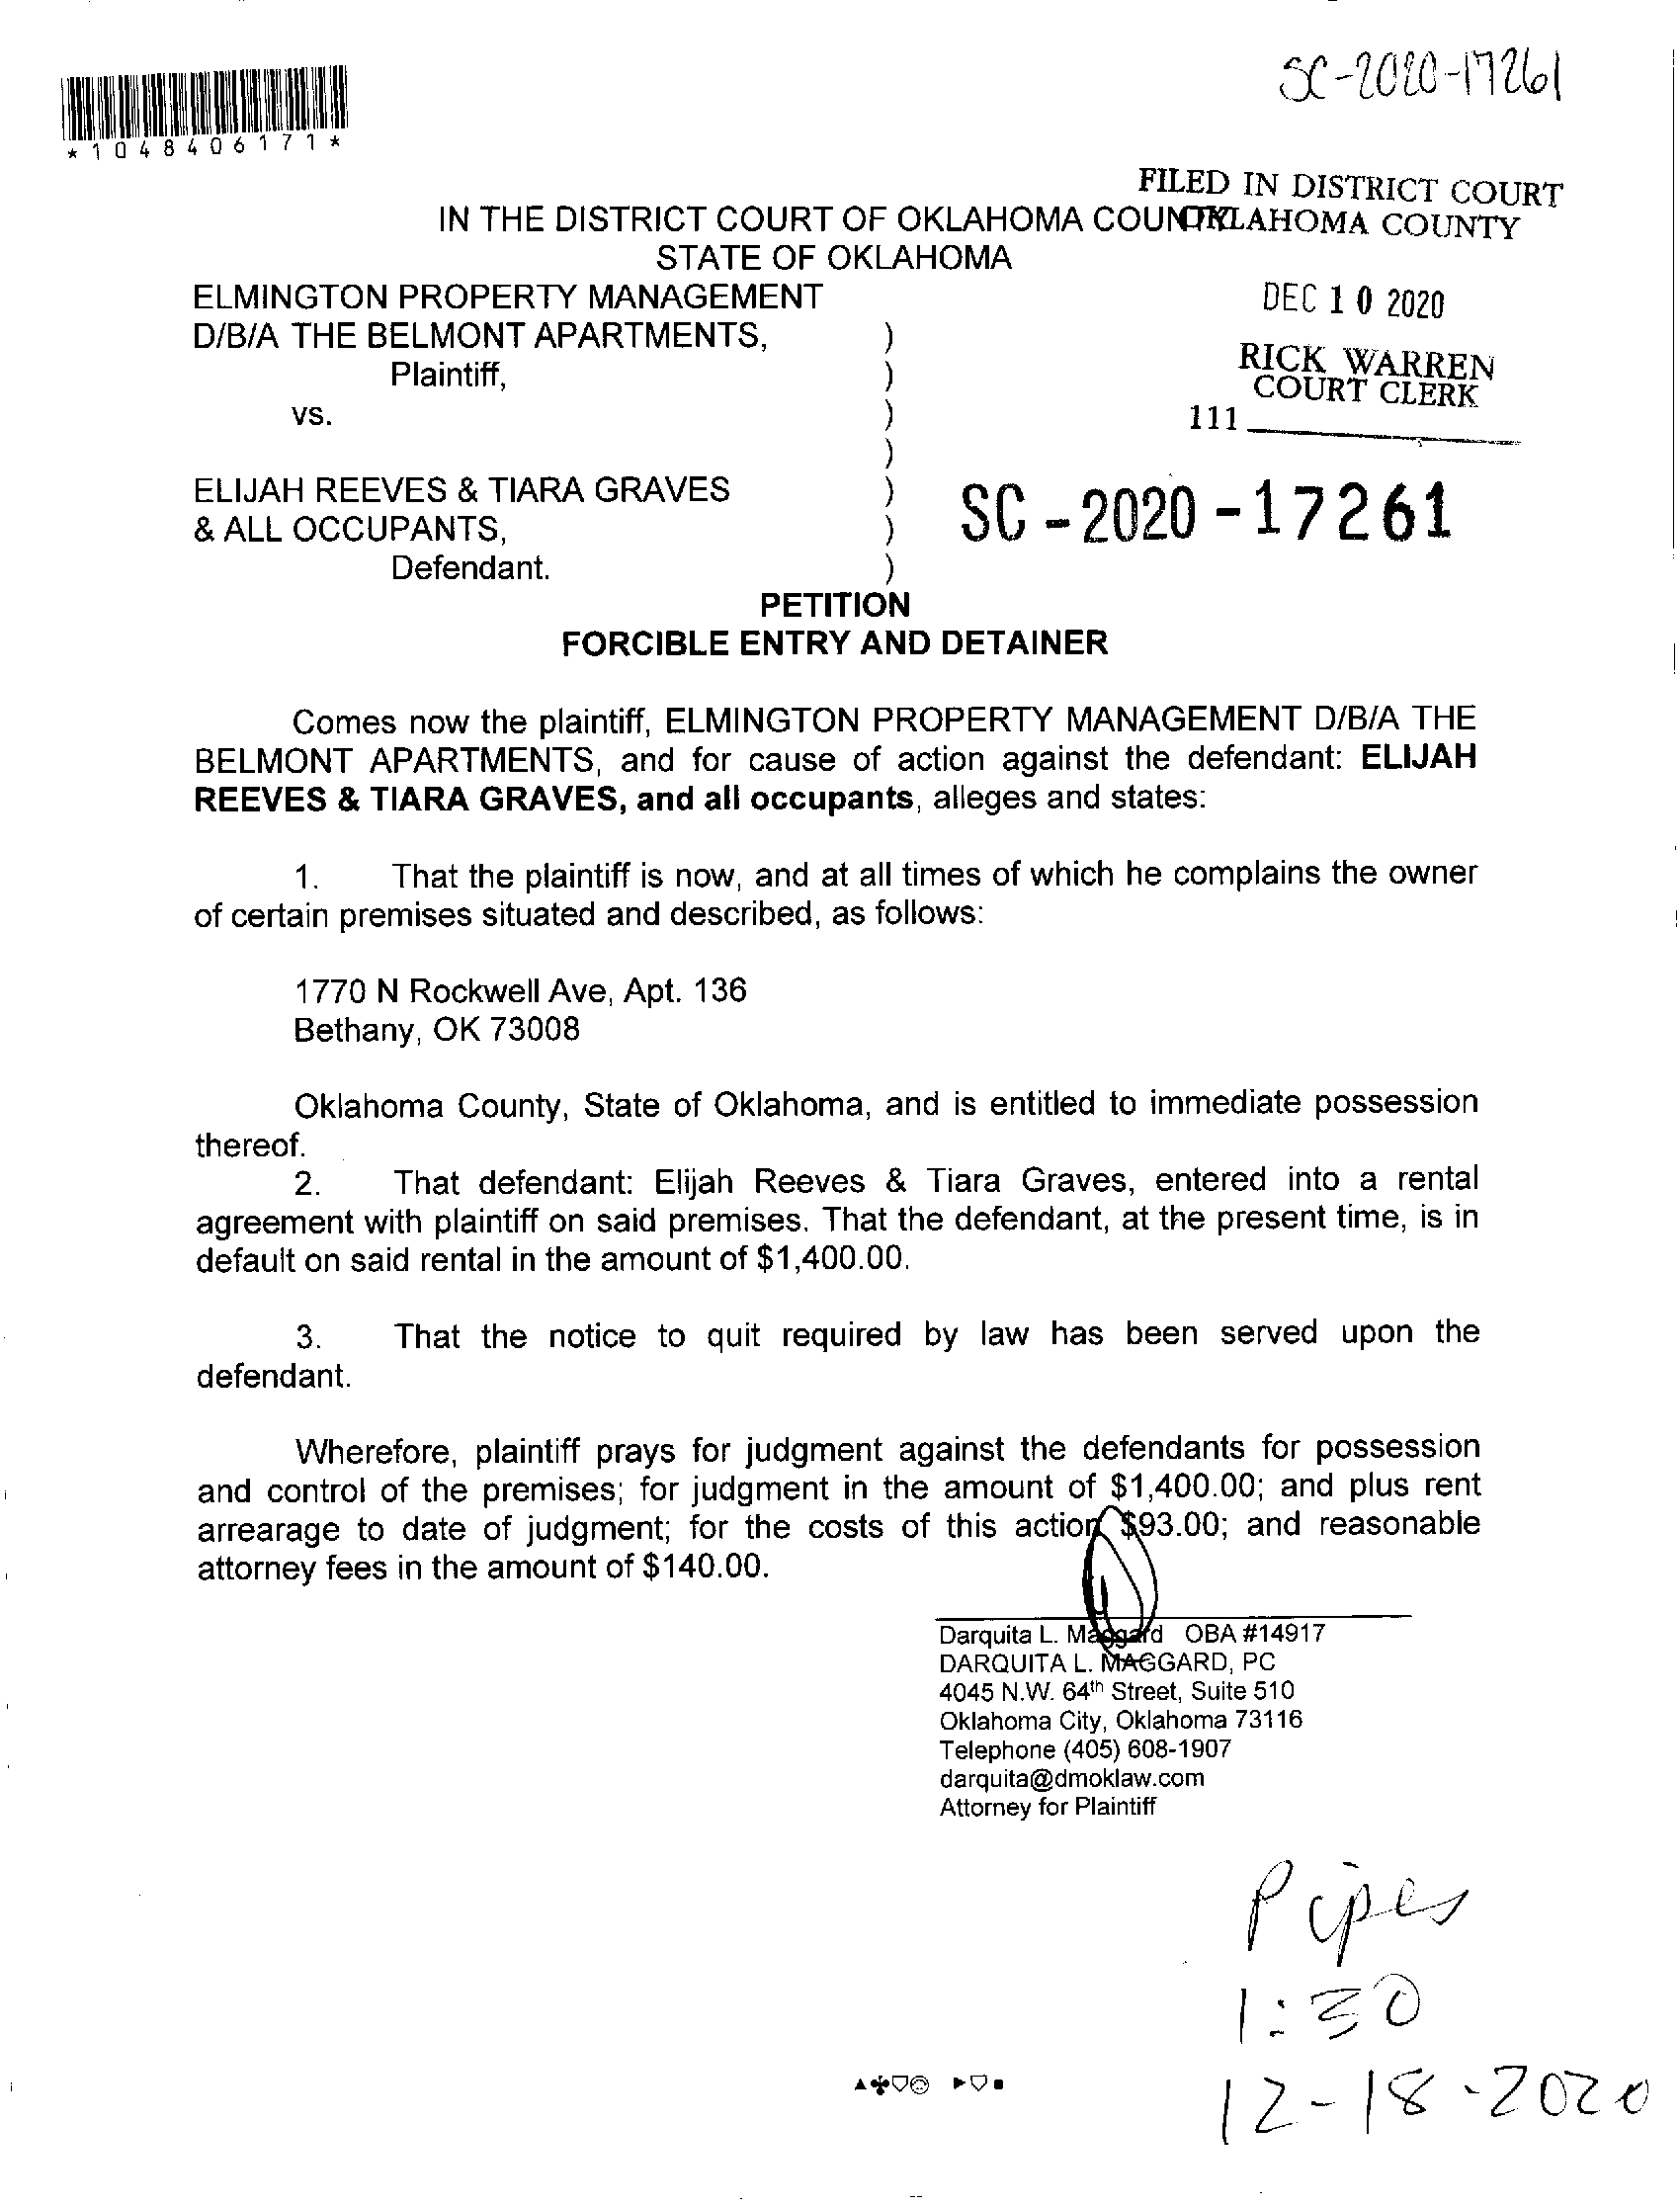 SC-2020-17261
*1048406171*
FILED IN DISTRICT COURT
OKLAHOMA COUNTY
IN THE DISTRICT COURT OF OKLAHOMA COUNTY
STATE OF OKLAHOMA
ELMINGTON PROPERTY MANAGEMENT
D/B/A THE BELMONT APARTMENTS, )
Plaintiff, )
vs. )
)
ELIJAH REEVES & TIARA GRAVES )
& ALL OCCUPANTS, )
Defendant. )
DEC 10 2020
RICK WARREN
COURT CLERK
111
SC-2020-17261
PETITION
FORCIBLE ENTRY AND DETAINER
Comes now the plaintiff, ELMINGTON PROPERTY MANAGEMENT D/B/A THE
BELMONT APARTMENTS, and for cause of action against the defendant: ELIJAH
REEVES & TIARA GRAVES, and all occupants, alleges and states:
1. That the plaintiff is now, and at all times of which he complains the owner
of certain premises situated and described, as follows:
1770 N Rockwell Ave, Apt. 136
Bethany, OK 73008
Oklahoma County, State of Oklahoma, and is entitled to immediate possession
thereof.
2. That defendant: Elijah Reeves & Tiara Graves, entered into a rental
agreement with plaintiff on said premises. That the defendant, at the present time, is in
default on said rental in the amount of $1,400.00.
3. That the notice to quit required by law has been served upon the
defendant.
Wherefore, plaintiff prays for judgment against the defendants for possession
and control of the premises; for judgment in the amount of $1,400.00; and plus rent
arrearage to date of judgment; for the costs of this action $93.00; and reasonable
attorney fees in the amount of $140.00.
Darquita L. Maggard OBA #14917
DARQUITA L. MAGGARD, PC
4045 N.W. 64th Street, Suite 510
Oklahoma City, Oklahoma 73116
Telephone (405) 608-1907
darquita@dmoklaw.com
Attorney for Plaintiff
Pipes
1:30
12-18-2020